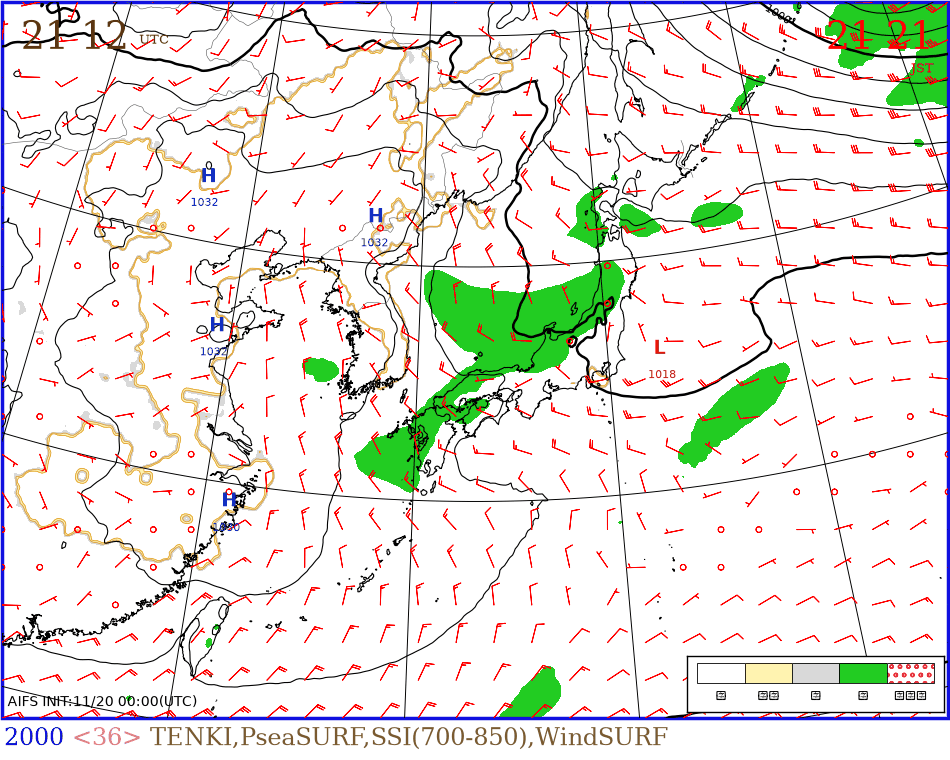 21 12 UTC
21 21 JST
1000
H
1032
H
1032
H
1032
L
1018
H
AIFS INIT:11/20 00:00(UTC)
2000 <36> TENKI,PseaSURF,SSI(700-850),WindSURF